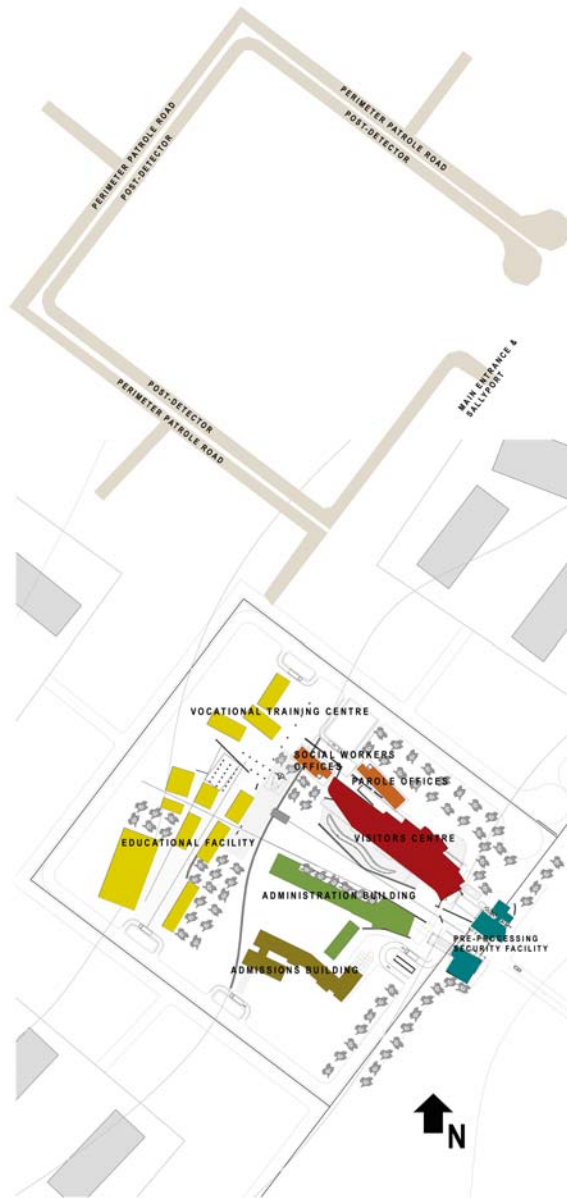 PERIMETER PATROLE ROAD
POST-DETECTOR
PERIMETER PATROLE ROAD
POST-DETECTOR
MAIN ENTRANCE &
SALLYPORT
POST-DETECTOR
PERIMETER PATROLE ROAD
VOCATIONAL TRAINING CENTRE
SOCIAL WORKERS
OFFICES
PAROLE OFFICES
VISITORS CENTRE
EDUCATIONAL FACILITY
ADMINISTRATION BUILDING
PRE-PROCESSING
SECURITY FACILITY
ADMISSIONS BUILDING
N